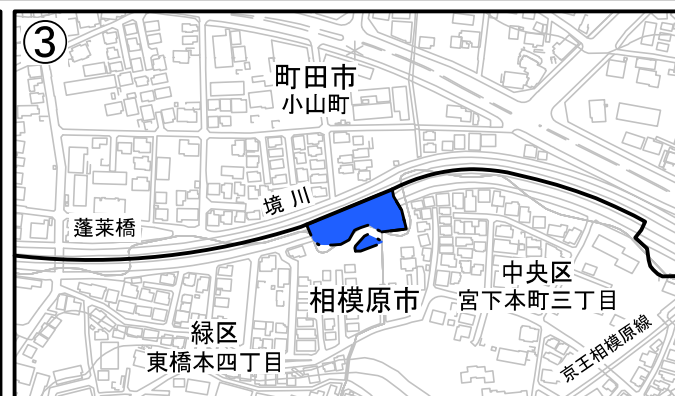 ③
町田市
小山町
境川
蓬莱橋
中央区
宮下本町三丁目
相模原市
緑区
東橋本四丁目
京王相模原線